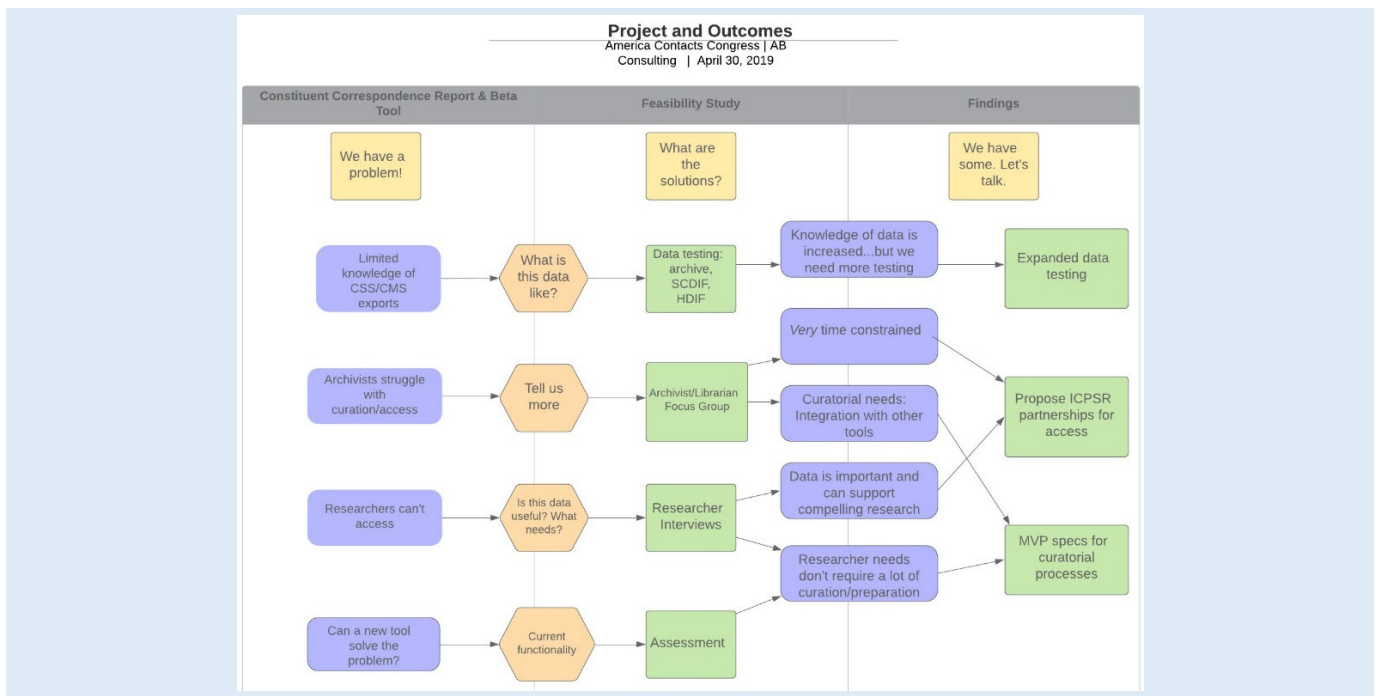 Project and Outcomes
America Contacts Congress | AB
Consulting | April 30, 2019
Constituent Correspondence Report & Beta
Tool
Feasibility Study
Findings
We have a
problem!
What are
the
solutions?
We have
some. Let's
talk.
Limited
knowledge of
CSS/CMS
exports
What is
this data
like?
Data testing:
archive,
SCDIF,
HDIF
Knowledge of data is
increased...but we
need more testing
Expanded data
testing
Very time constrained
Archivists struggle
with
curation/access
Tell us
more
Archivist/Librarian
Focus Group
Curatorial needs:
Integration with other
tools
Propose ICPSR
partnerships for
access
Data is important and
can support
compelling research
Researchers can't
access
Is this data
useful? What
needs?
Researcher
Interviews
Researcher needs
don't require a lot of
curation/preparation
MVP specs for
curatorial
processes
Can a new tool
solve the
problem?
Current
functionality
Assessment